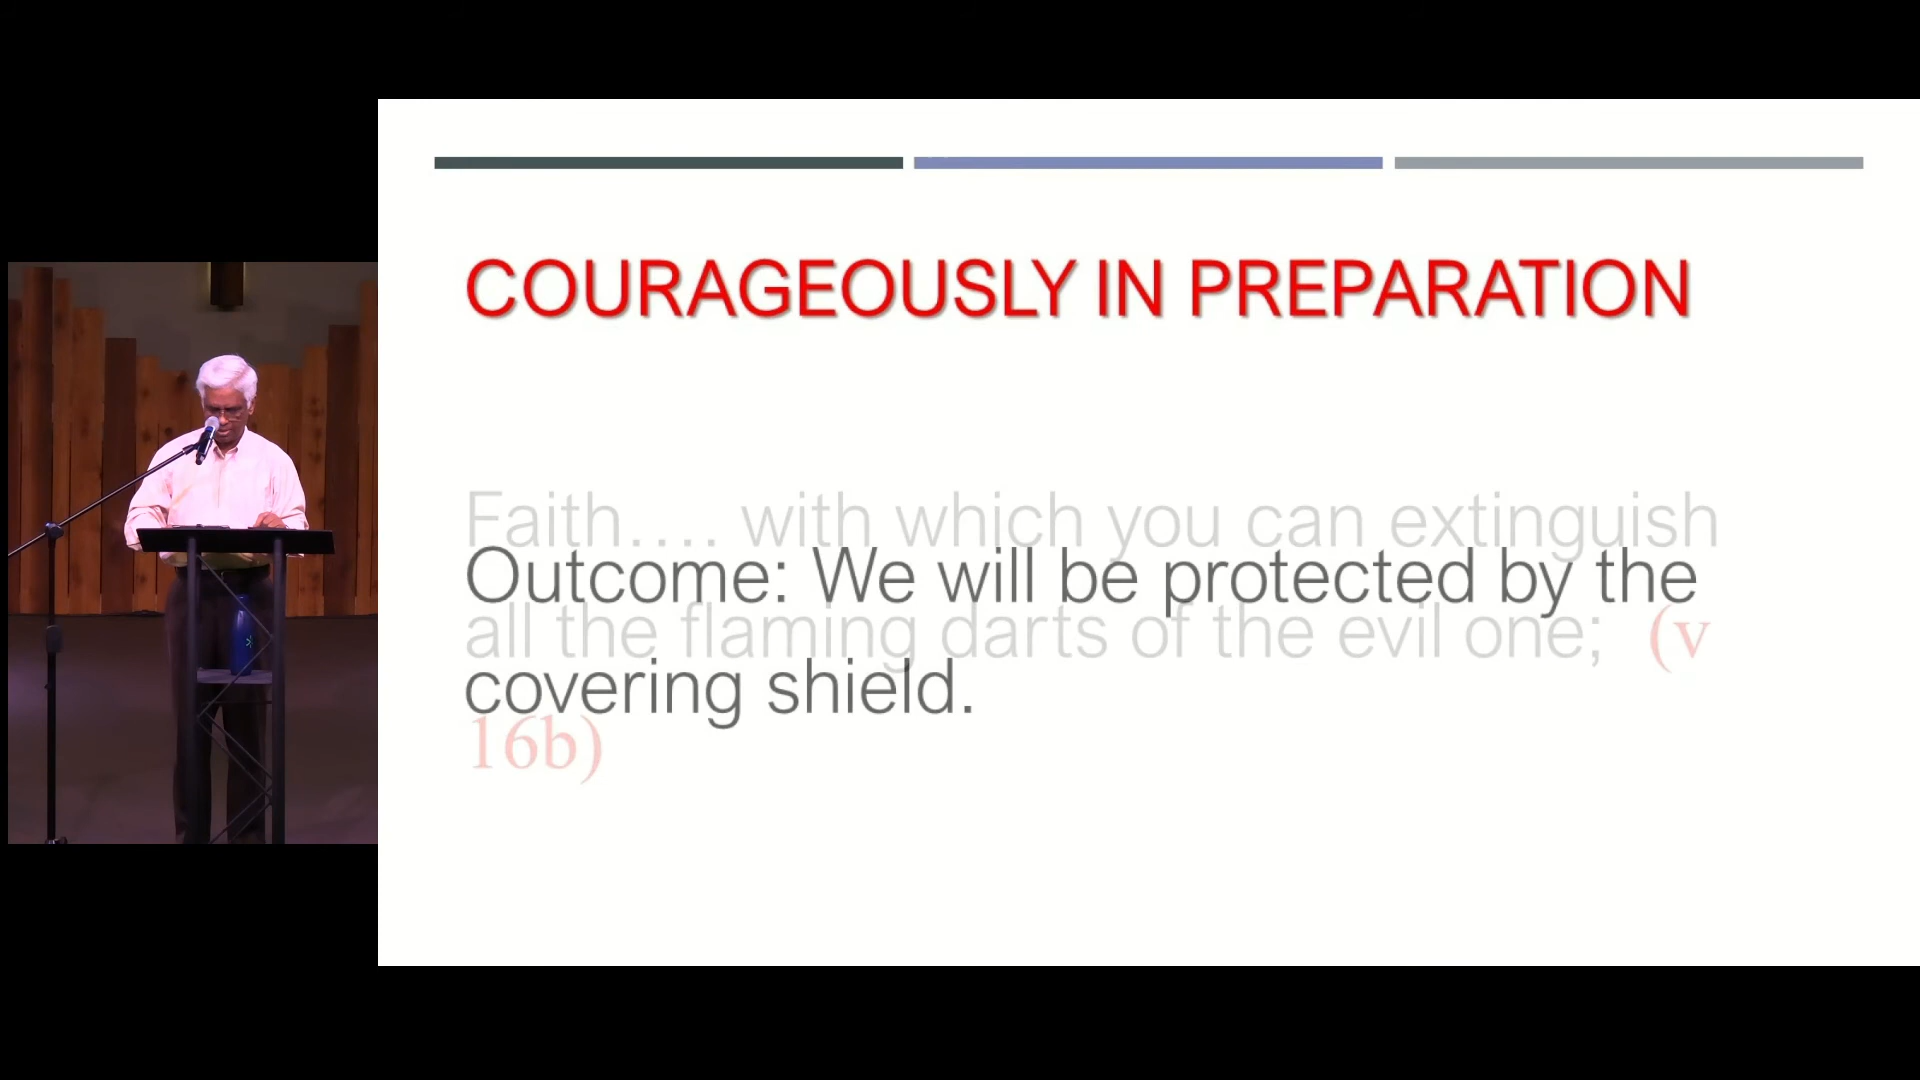 COURAGEOUSLY IN PREPARATION
Faith.... with which you can extinguish
Outcome: We will be protected by the
all the flaming darts of the evil one; (v
covering shield.
16b)